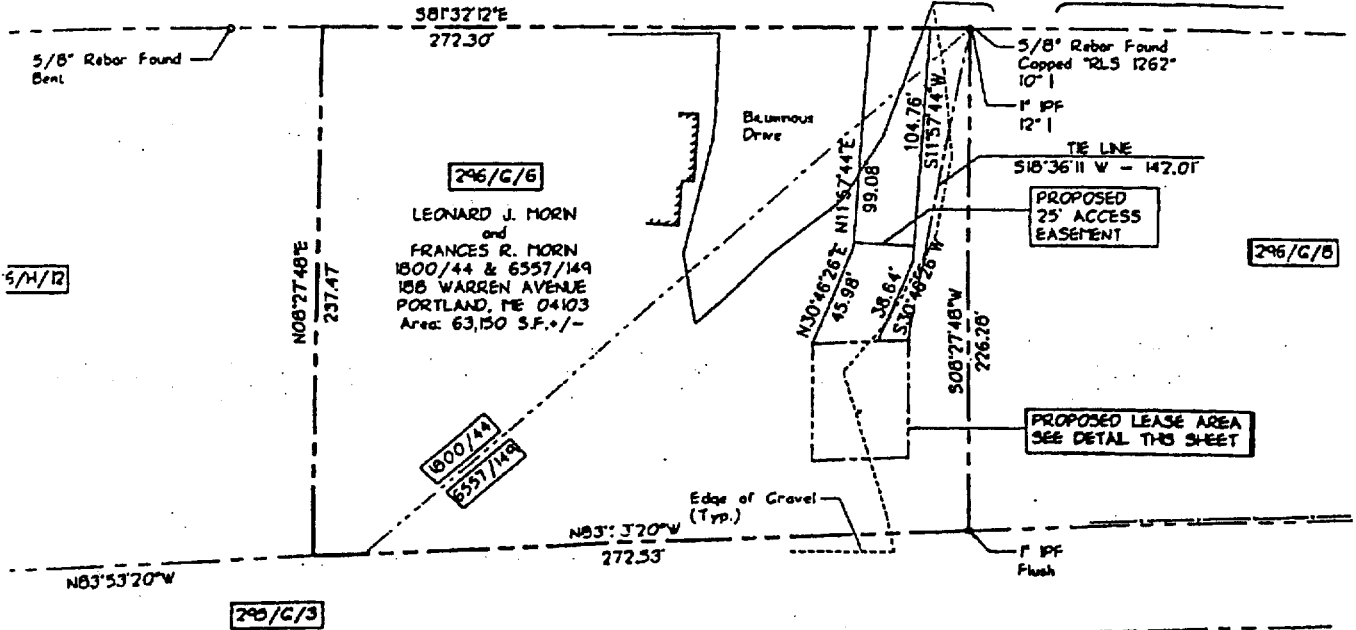 S81°32'12"E
272.30'
5/8" Rebar Found
Bent
5/8" Rebar Found
Capped "RLS 1262"
10"
1" IPF
12"
TIE LINE
S18°36'11 W - 142.01'
Bituminous
Drive
104.76'
S11°57'44"W
N11°57'44"E
99.08'
PROPOSED
25' ACCESS
EASEMENT
296/G/6
LEONARD J. MORN
and
FRANCES R. MORN
1800/44 & 6557/149
188 WARREN AVENUE
PORTLAND, ME 04103
Area: 63,150 S.F.+/-
296/G/8
/H/12
N08°27'48"E
237.47
N30°46'26"E
45.98'
38.64'
S30°46'26"W
S08°27'48"W
226.28'
PROPOSED LEASE AREA
SEE DETAIL THIS SHEET
1800/44
6557/149
Edge of Gravel
(Typ.)
272.53'
1" IPF
Flush
N83°53'20"W
/G/3